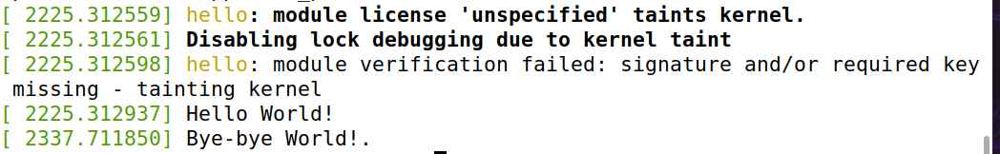 [ 2225.312559] hello: module license 'unspecified' taints kernel.
[ 2225.312561] Disabling lock debugging due to kernel taint
[ 2225.312598] hello: module verification failed: signature and/or required key
missing - tainting kernel
[ 2225.312937] Hello World!
[ 2337.711850] Bye-bye World!.